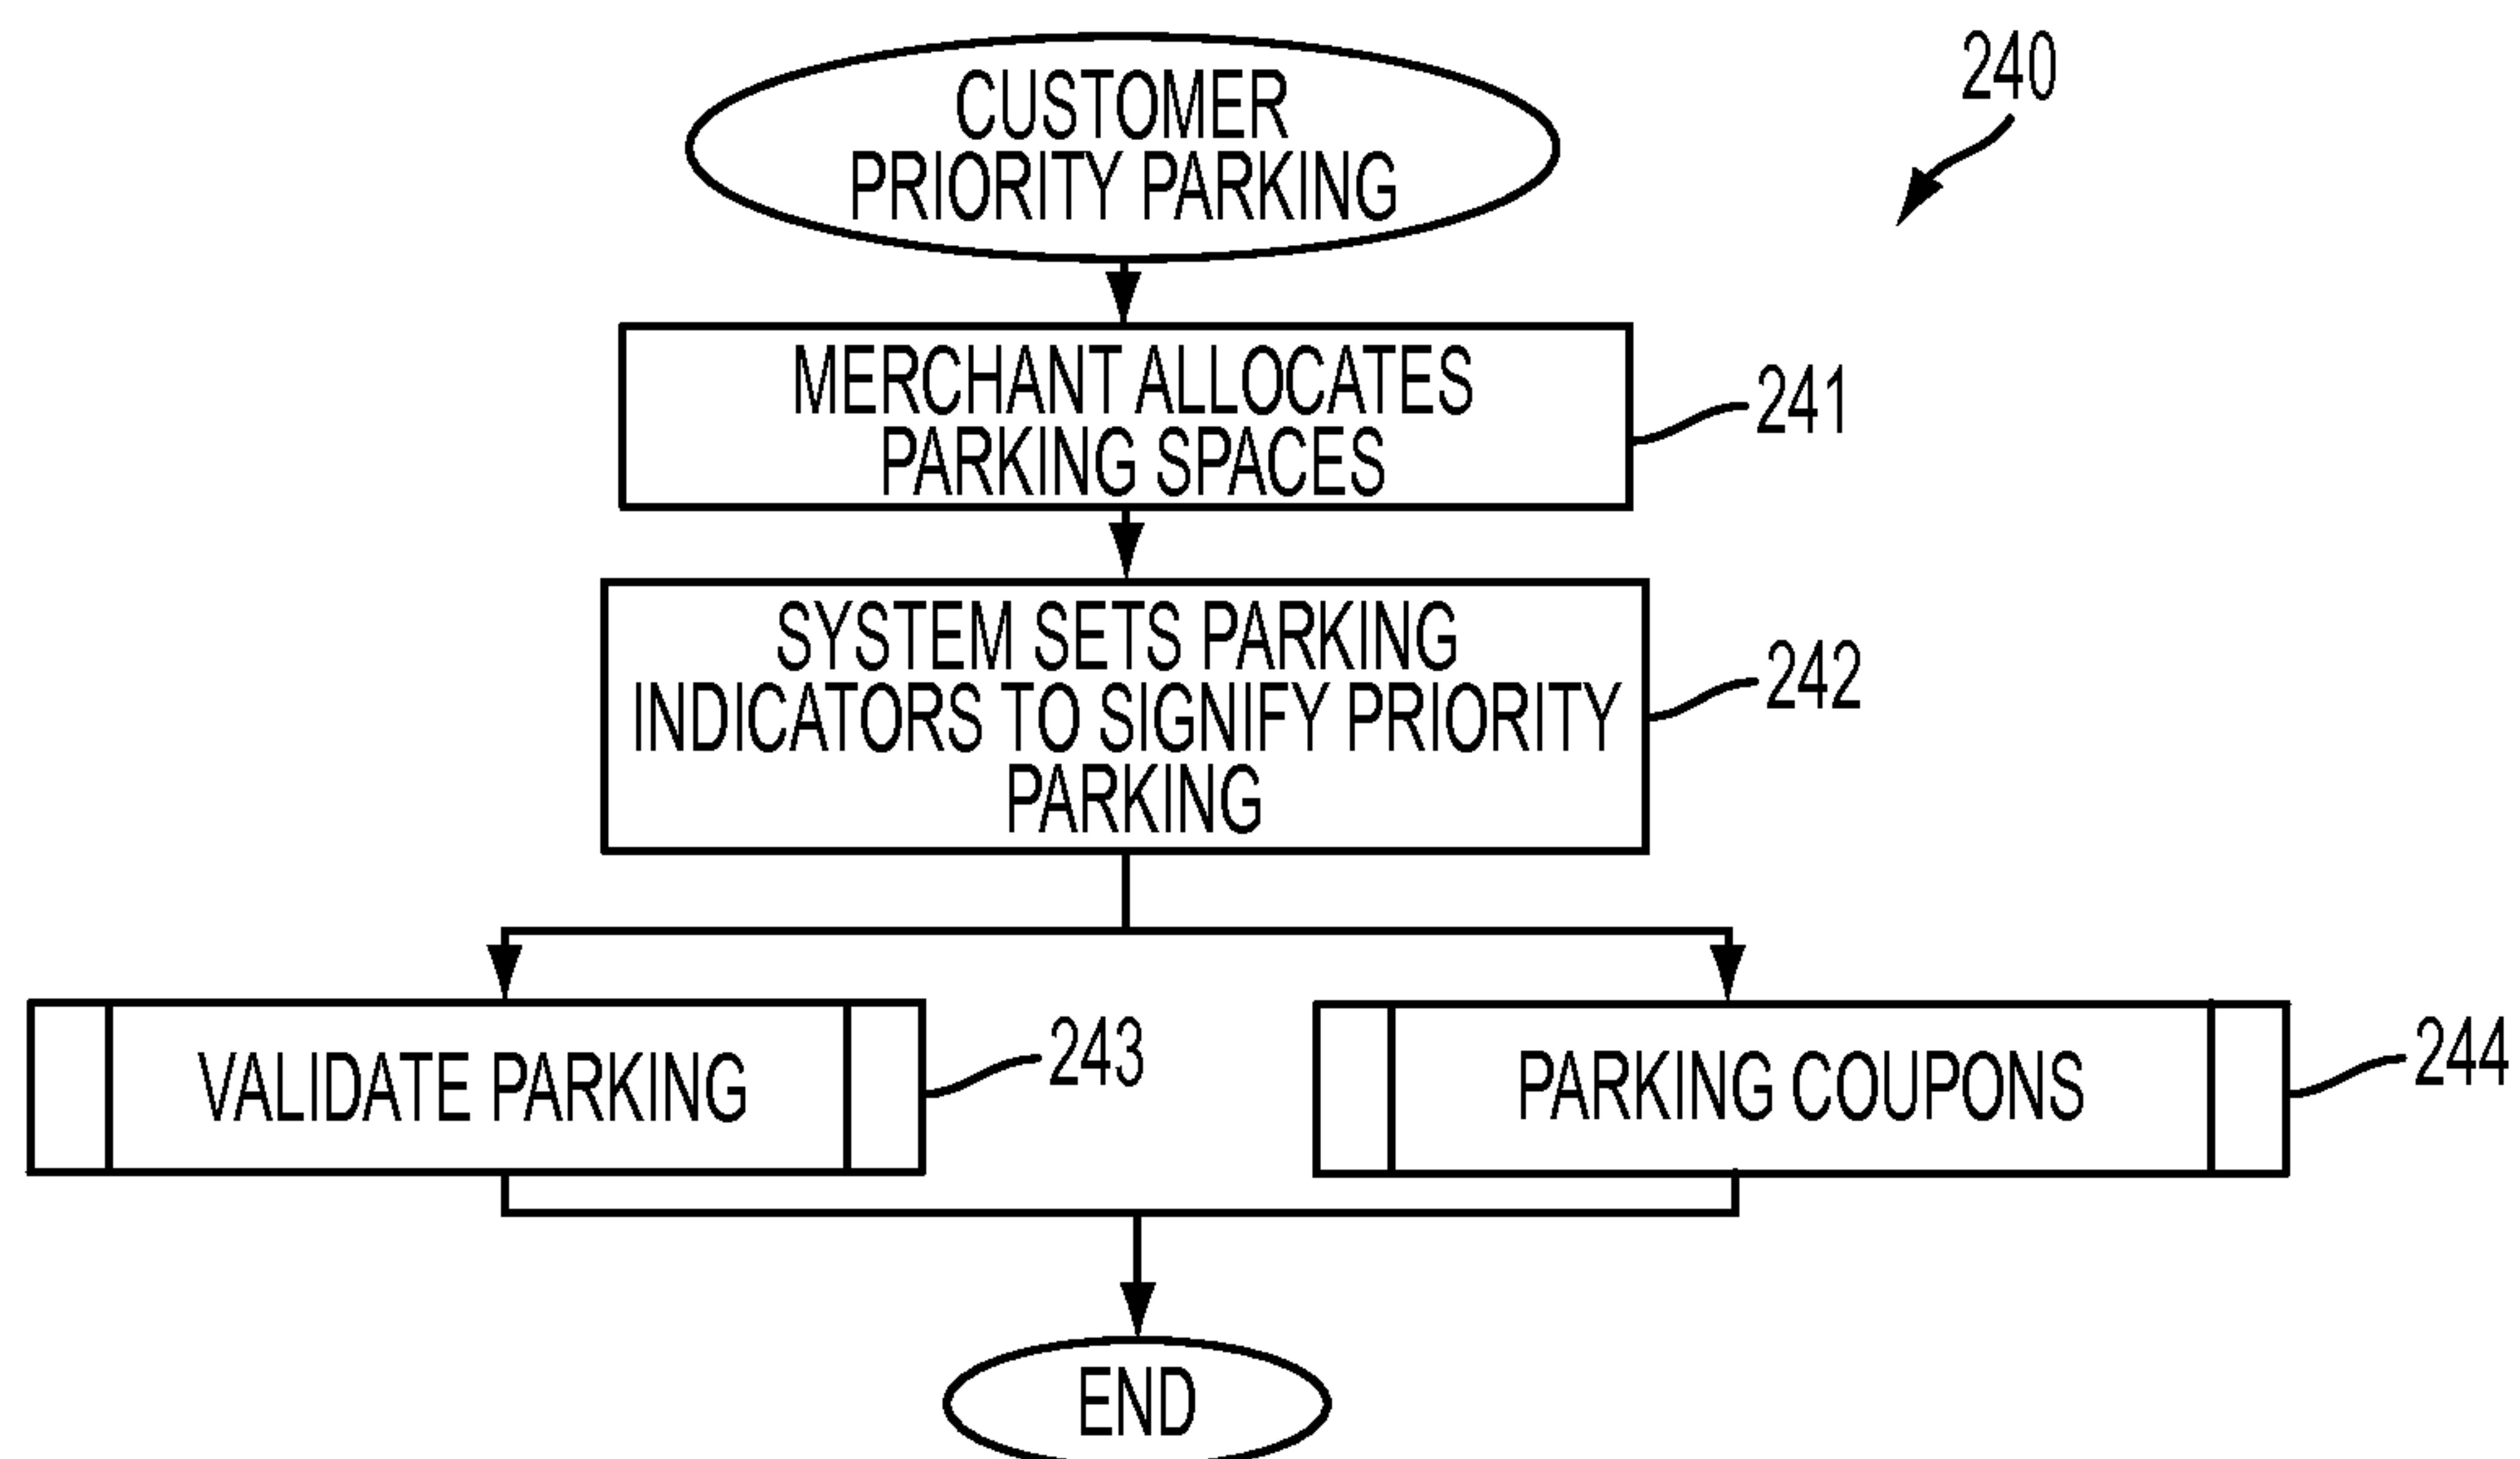 CUSTOMER
PRIORITY PARKING
240
MERCHANT ALLOCATES
PARKING SPACES
241
SYSTEM SETS PARKING
INDICATORS TO SIGNIFY PRIORITY
PARKING
242
VALIDATE PARKING
243
PARKING COUPONS
244
END